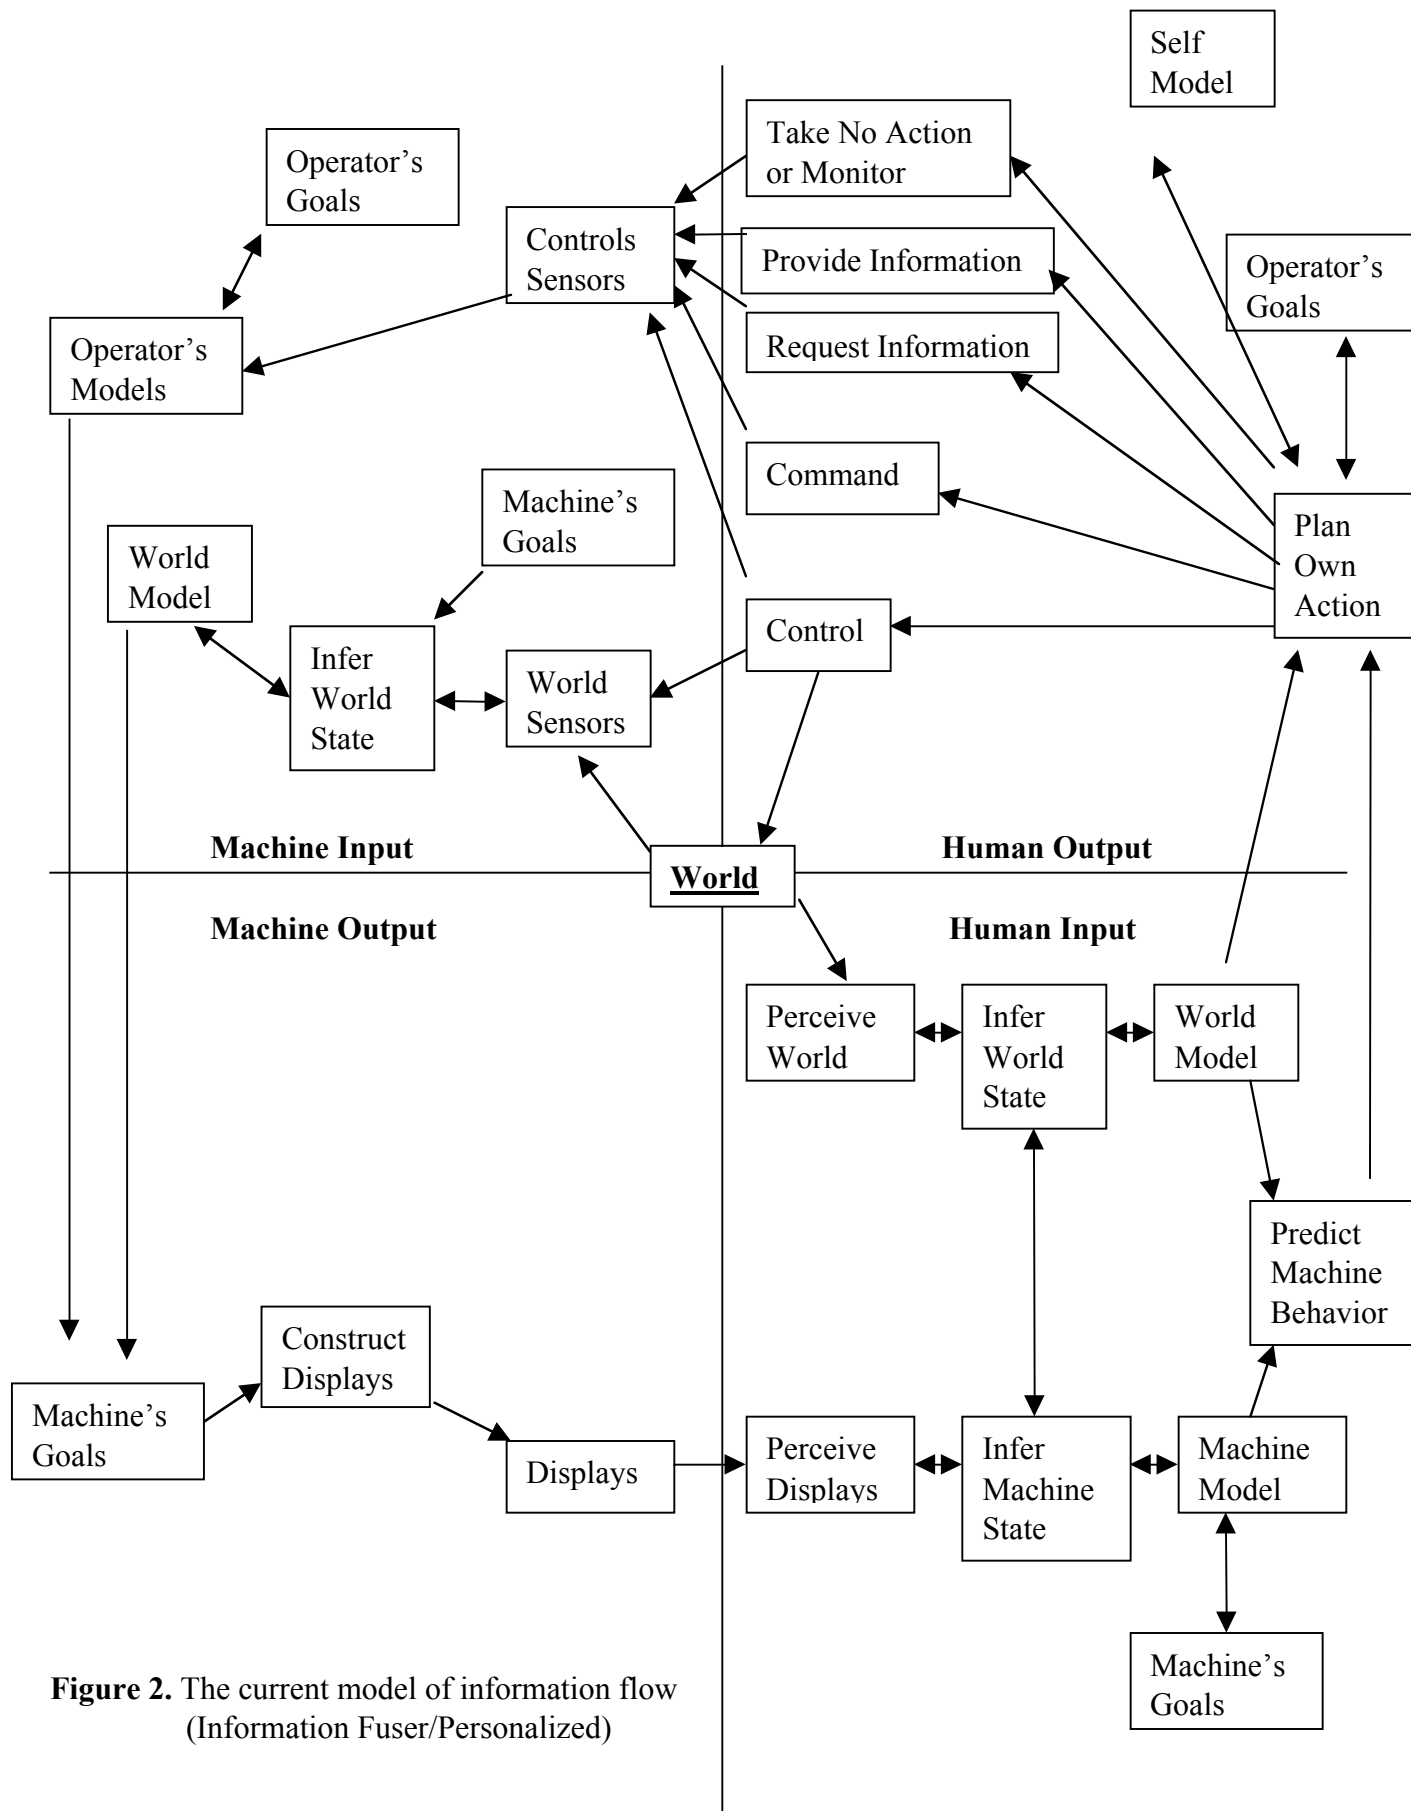 Self
Model
Take No Action
or Monitor
Operator's
Goals
Controls
Sensors
Provide Information
Operator's
Goals
Request Information
Operator's
Models
Command
Machine's
Goals
Plan
Own
Action
World
Model
Control
Infer
World
State
World
Sensors
Machine Input
Human Output
World
Machine Output
Human Input
Perceive
World
Infer
World
State
World
Model
Predict
Machine
Behavior
Construct
Displays
Machine's
Goals
Displays
Perceive
Displays
Infer
Machine
State
Machine
Model
Machine's
Goals
Figure 2. The current model of information flow
(Information Fuser/Personalized)